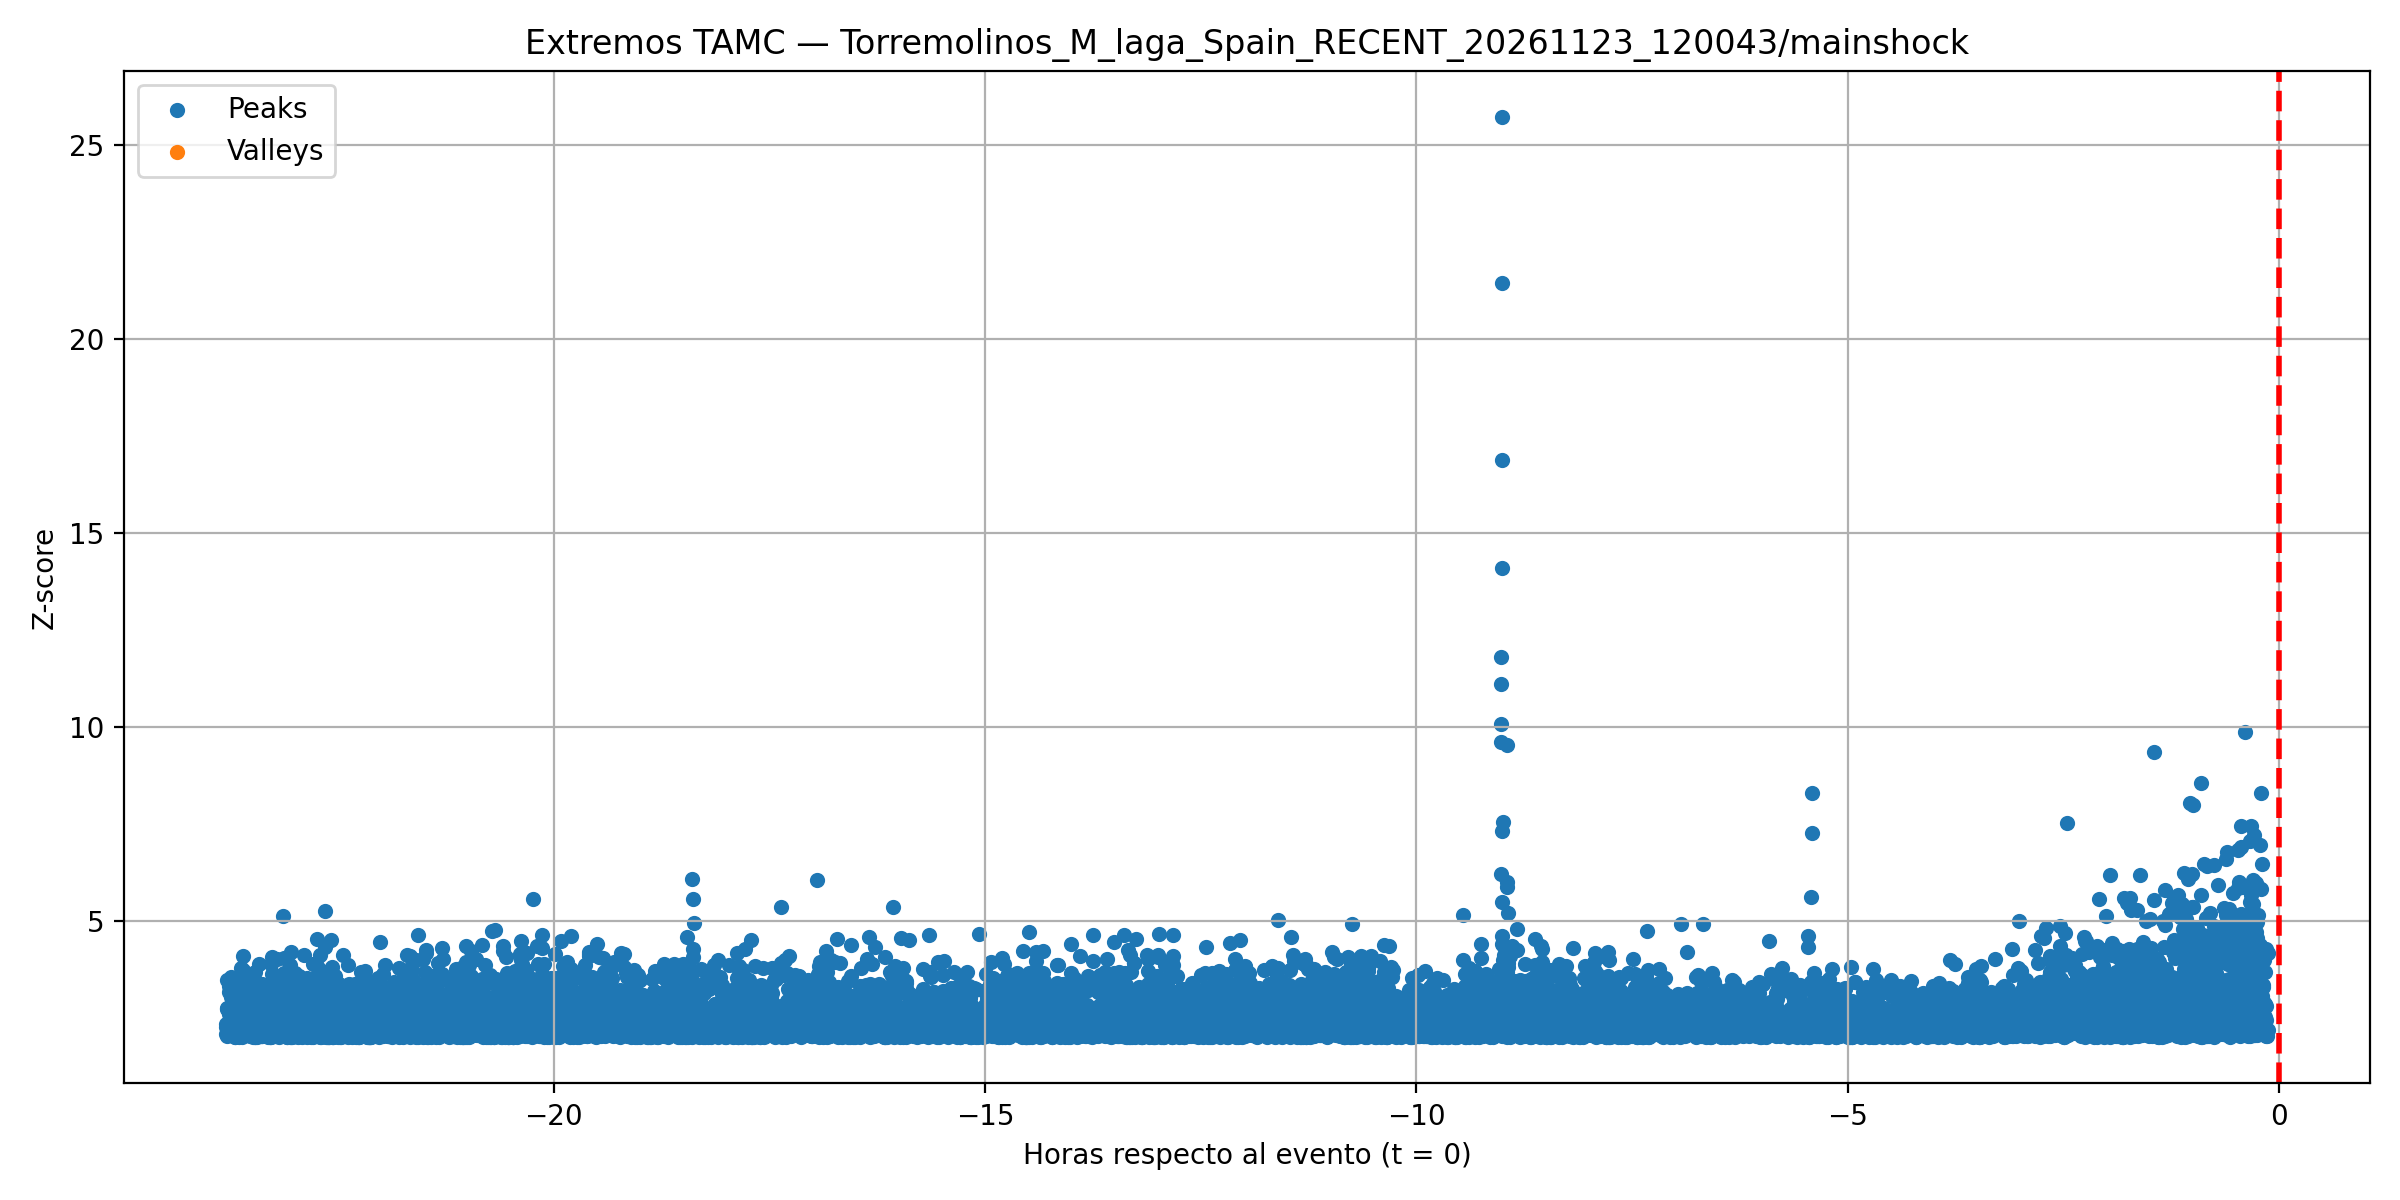 Extremos TAMC — Torremolinos_M_laga_Spain_RECENT_20261123_120043/mainshock
Peaks
Valleys
25
20
15
10
5
Z-score
−20
−15
−10
−5
0
Horas respecto al evento (t = 0)